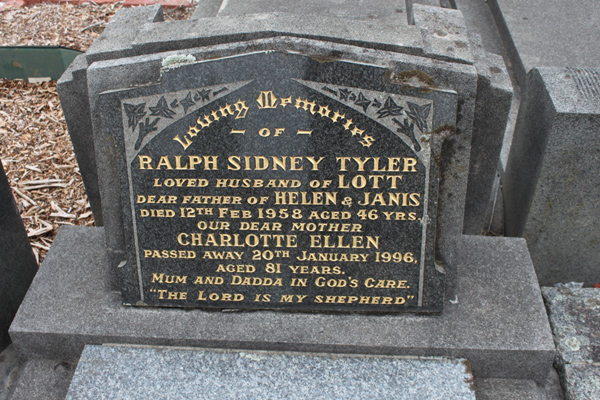 Loving Memories
– OF –
RALPH SIDNEY TYLER
LOVED HUSBAND OF LOTT
DEAR FATHER OF HELEN & JANIS
DIED 12TH FEB 1958 AGED 46 YRS.
OUR DEAR MOTHER
CHARLOTTE ELLEN
PASSED AWAY 20TH JANUARY 1996,
AGED 81 YEARS.
MUM AND DADDA IN GOD'S CARE.
"THE LORD IS MY SHEPHERD"